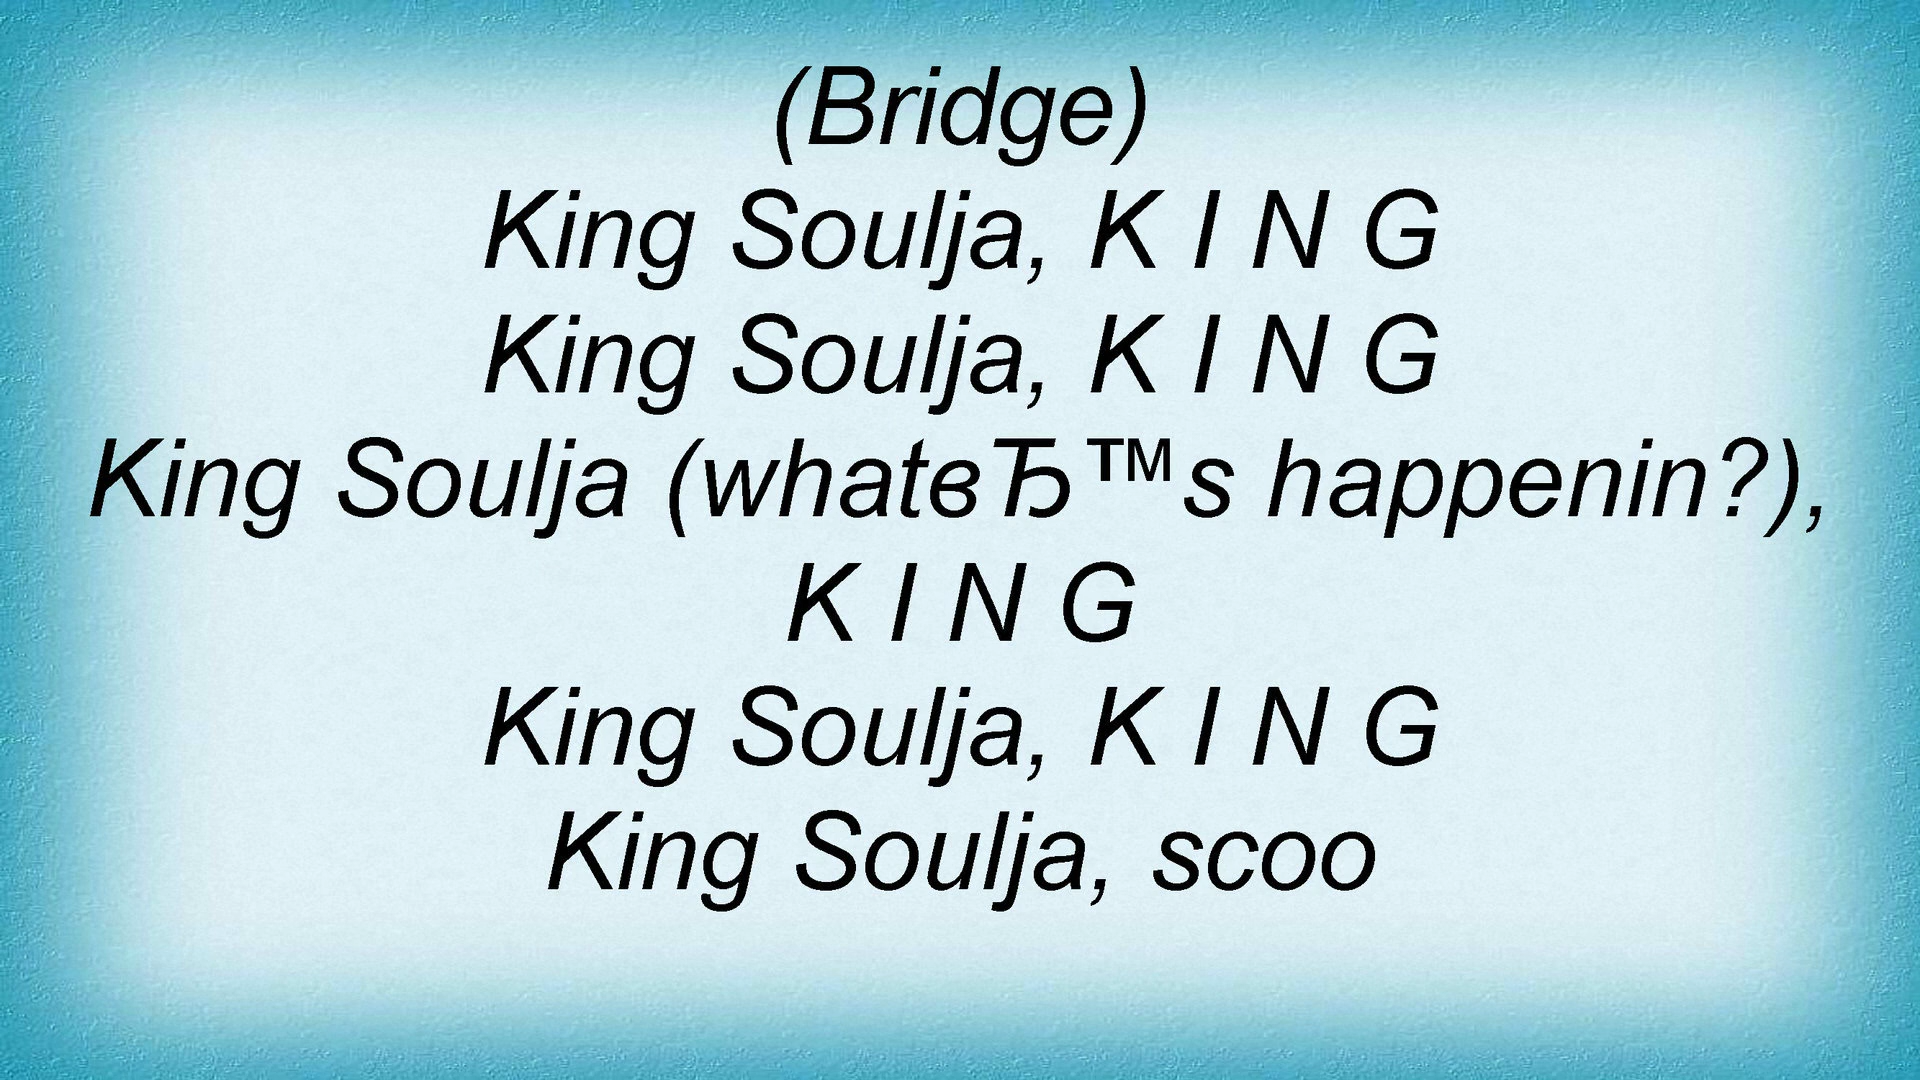 (Bridge)
King Soulja, K I N G
King Soulja, K I N G
King Soulja (whatвЂ™s happenin?),
K I N G
King Soulja, K I N G
King Soulja, scoo